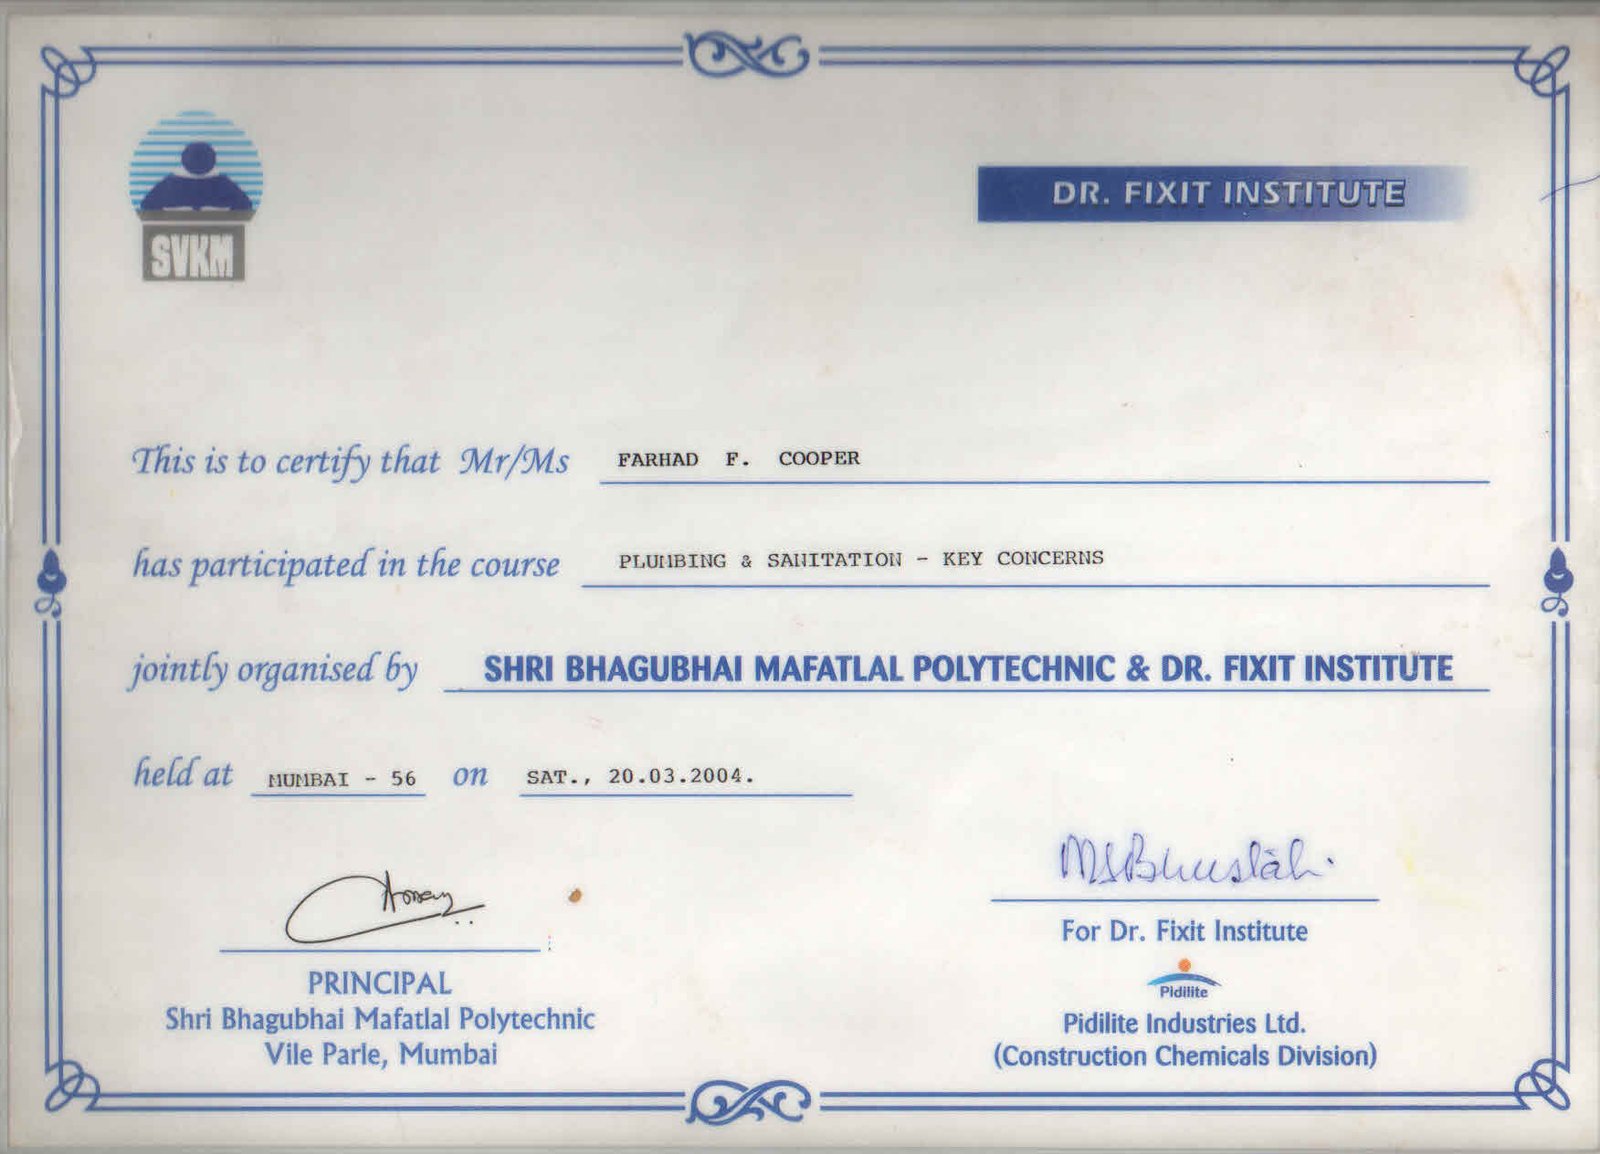 SVKM
DR. FIXIT INSTITUTE
This is to certify that Mr/Ms FARHAD F. COOPER
has participated in the course PLUMBING & SANITATION - KEY CONCERNS
jointly organised by SHRI BHAGUBHAI MAFATLAL POLYTECHNIC & DR. FIXIT INSTITUTE
held at MUMBAI - 56 on SAT., 20.03.2004.
PRINCIPAL
Shri Bhagubhai Mafatlal Polytechnic
Vile Parle, Mumbai
For Dr. Fixit Institute
Pidilite
Pidilite Industries Ltd.
(Construction Chemicals Division)